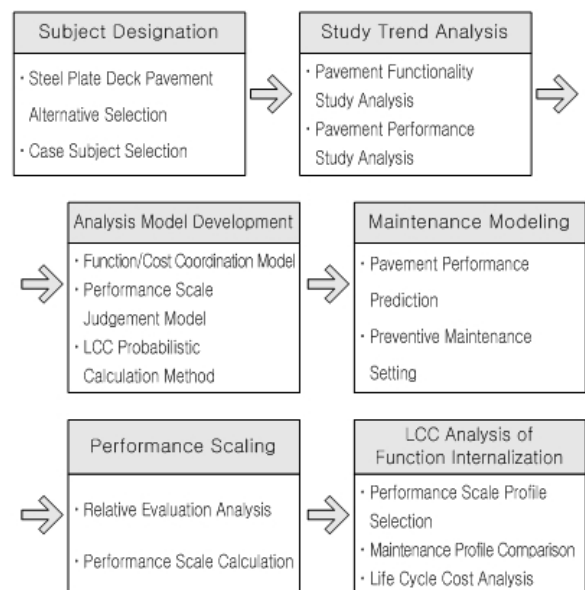 Subject Designation
· Steel Plate Deck Pavement
Alternative Selection
· Case Subject Selection
Study Trend Analysis
· Pavement Functionality
Study Analysis
· Pavement Performance
Study Analysis
Analysis Model Development
· Function/Cost Coordination Model
· Performance Scale
Judgement Model
· LCC Probabilistic
Calculation Method
Maintenance Modeling
· Pavement Performance
Prediction
· Preventive Maintenance
Setting
Performance Scaling
· Relative Evaluation Analysis
· Performance Scale Calculation
LCC Analysis of
Function Internalization
· Performance Scale Profile
Selection
· Maintenance Profile Comparison
· Life Cycle Cost Analysis